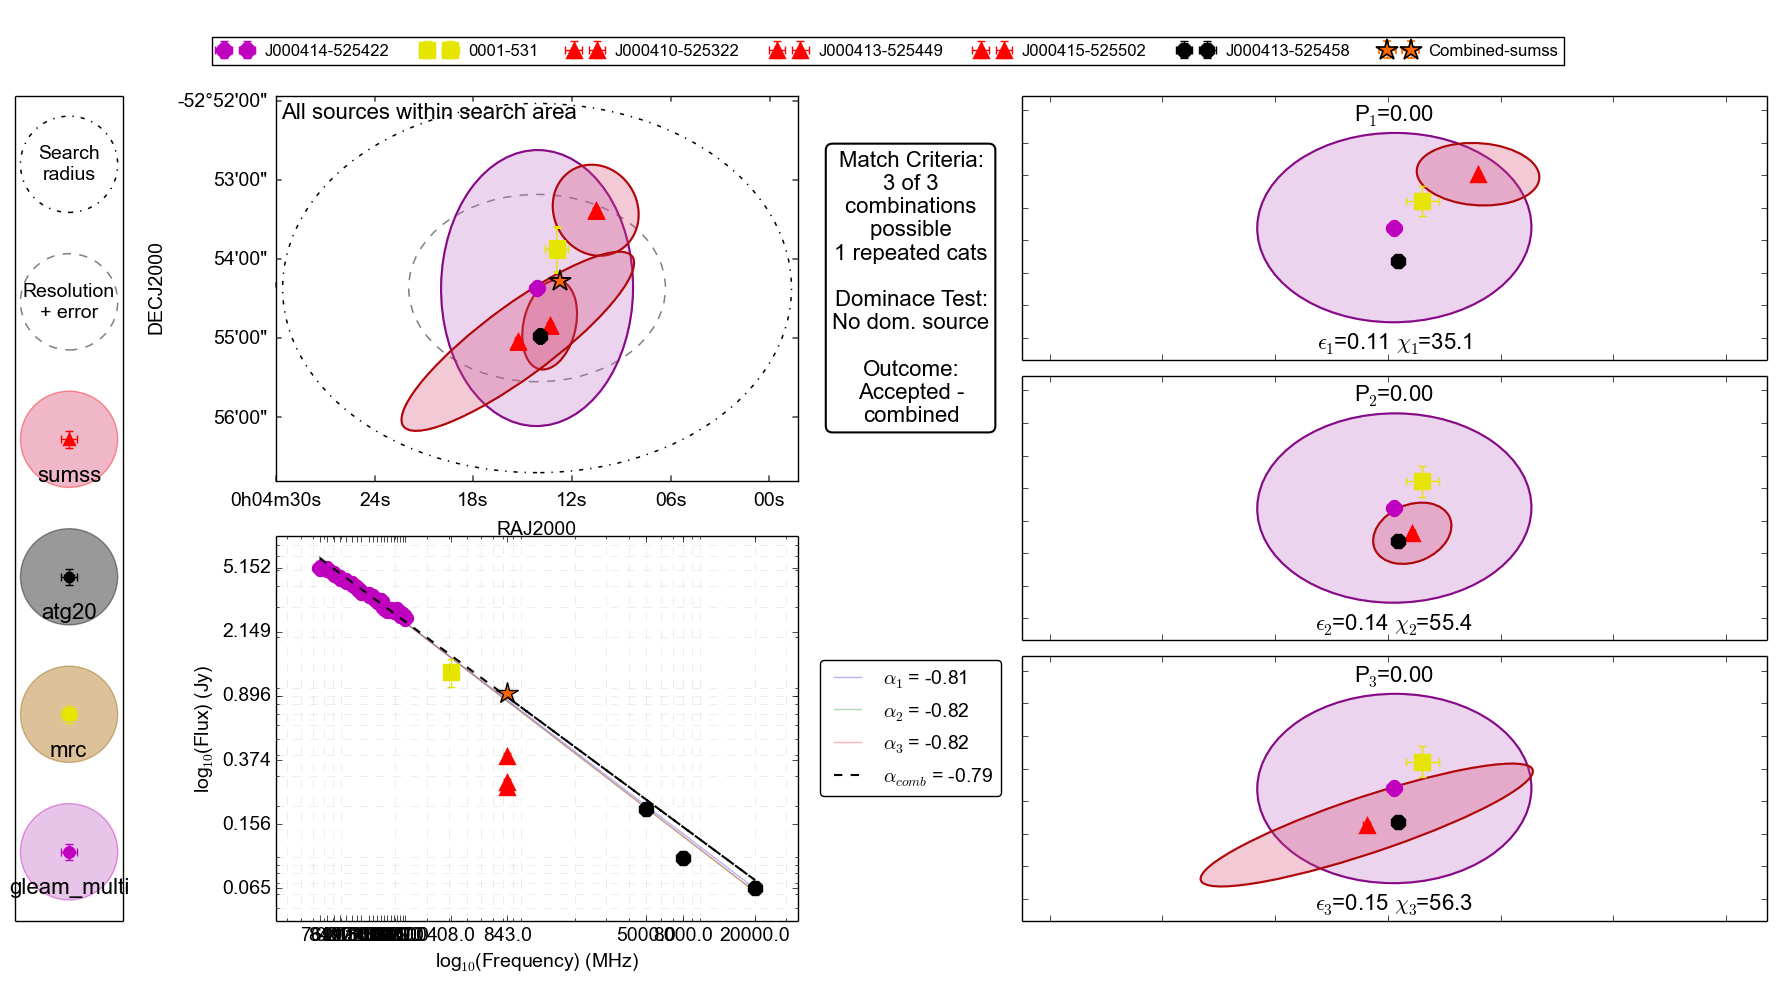 J000414-525422 0001-531 J000410-525322 J000413-525449 J000415-525502 J000413-525458 Combined-sumss
Search
radius
Resolution
+ error
sumss
atg20
mrc
gleam_multi
All sources within search area
DECJ2000
-52°52'00"
53'00"
54'00"
55'00"
56'00"
0h04m30s 24s 18s 12s 06s 00s
RAJ2000
Match Criteria:
3 of 3
combinations
possible
1 repeated cats
Dominace Test:
No dom. source
Outcome:
Accepted -
combined
log10(Flux) (Jy)
5.152
2.149
0.896
0.374
0.156
0.065
408.0 843.0 5000.0 8000.0 20000.0
log10(Frequency) (MHz)
α1 = -0.81
α2 = -0.82
α3 = -0.82
αcomb = -0.79
P1=0.00
ϵ1=0.11 χ1=35.1
P2=0.00
ϵ2=0.14 χ2=55.4
P3=0.00
ϵ3=0.15 χ3=56.3